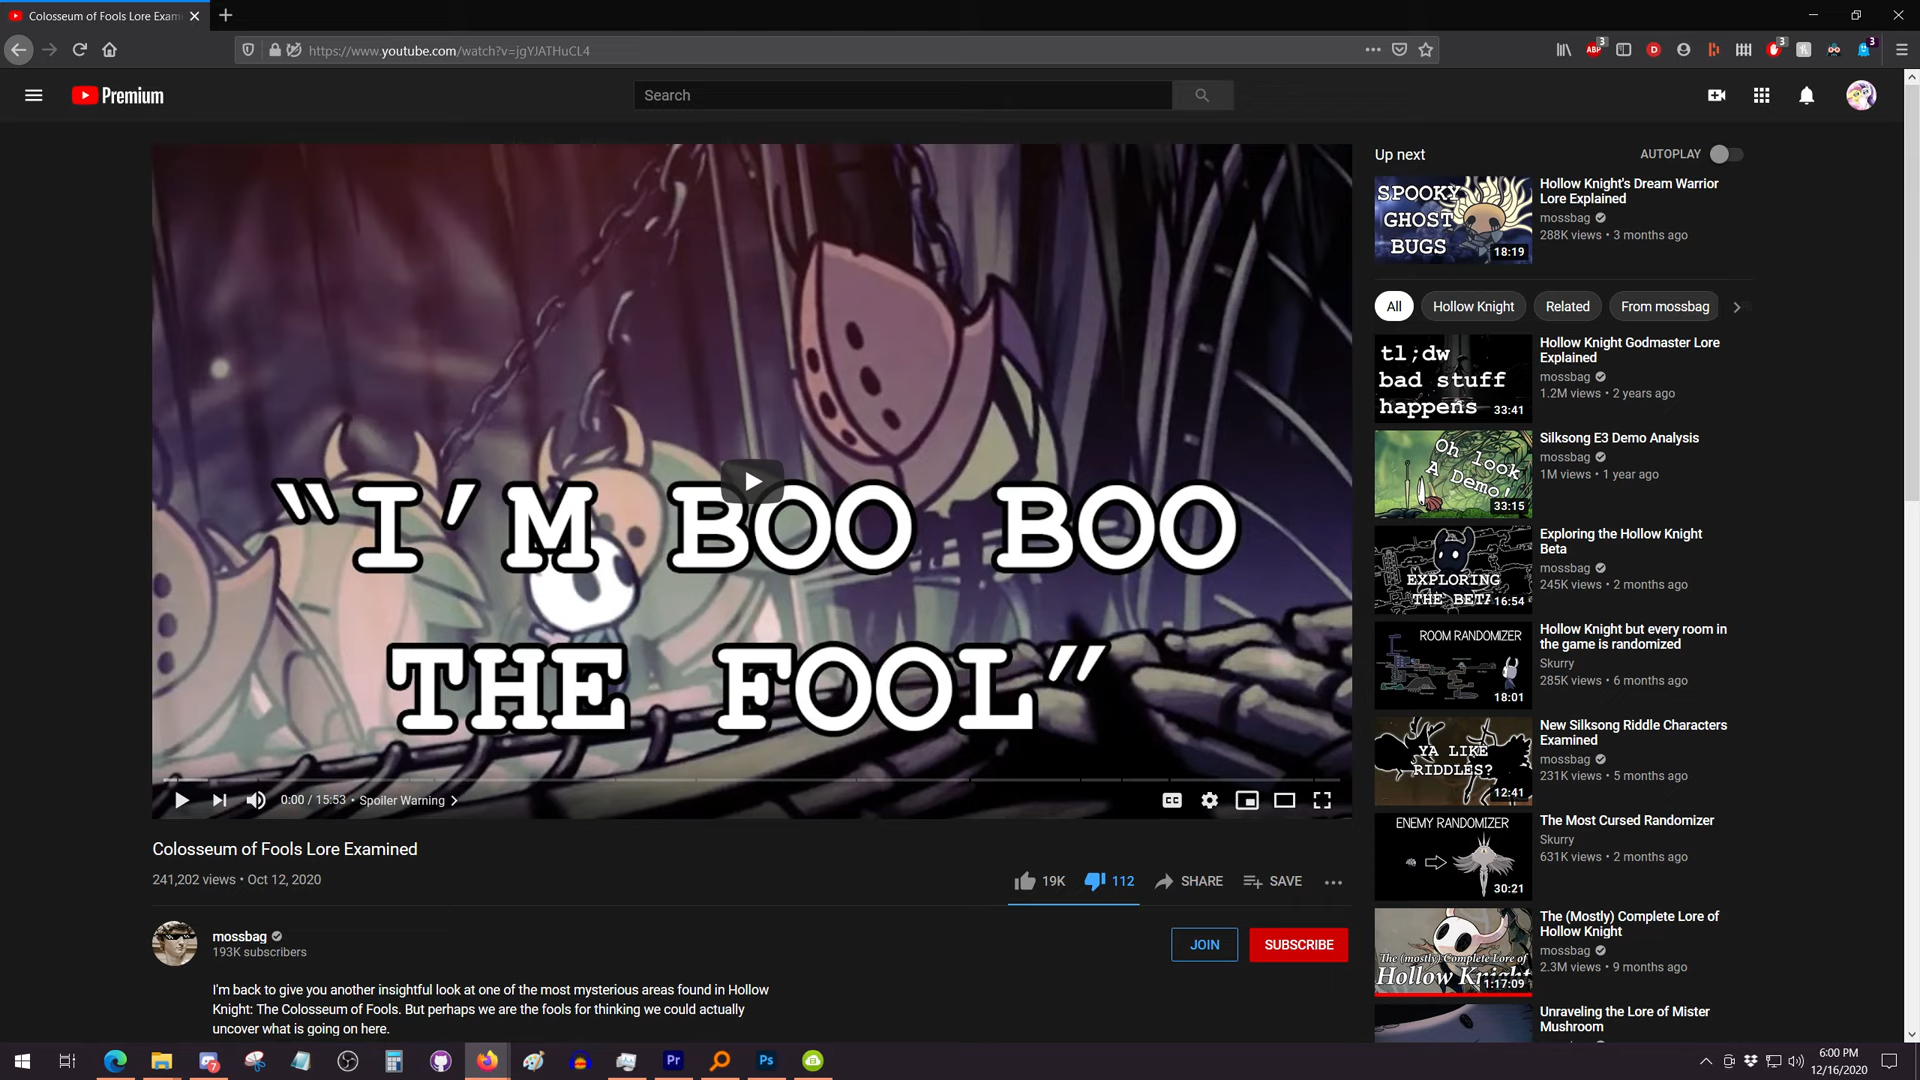 Colosseum of Fools Lore Exam
https://www.youtube.com/watch?v=jgYJATHuCL4
3
3
3
Premium
Search
"I'M BOO BOO
THE FOOL"
0:00 / 15:53 • Spoiler Warning
CC
Colosseum of Fools Lore Examined
241,202 views • Oct 12, 2020
19K
112
SHARE
SAVE
mossbag
193K subscribers
JOIN
SUBSCRIBE
I'm back to give you another insightful look at one of the most mysterious areas found in Hollow
Knight: The Colosseum of Fools. But perhaps we are the fools for thinking we could actually
uncover what is going on here.
Up next
AUTOPLAY
SPOOKY
GHOST
BUGS
18:19
Hollow Knight's Dream Warrior
Lore Explained
mossbag
288K views • 3 months ago
All
Hollow Knight
Related
From mossbag
tl;dw
bad stuff
happens
33:41
Hollow Knight Godmaster Lore
Explained
mossbag
1.2M views • 2 years ago
Oh look
A Demo!
33:15
Silksong E3 Demo Analysis
mossbag
1M views • 1 year ago
EXPLORING
THE BETA
16:54
Exploring the Hollow Knight
Beta
mossbag
245K views • 2 months ago
ROOM RANDOMIZER
18:01
Hollow Knight but every room in
the game is randomized
Skurry
285K views • 6 months ago
YA LIKE
RIDDLES?
12:41
New Silksong Riddle Characters
Examined
mossbag
231K views • 5 months ago
ENEMY RANDOMIZER
30:21
The Most Cursed Randomizer
Skurry
631K views • 2 months ago
The (mostly) Complete Lore of
Hollow Knight
1:17:09
The (Mostly) Complete Lore of
Hollow Knight
mossbag
2.3M views • 9 months ago
Unraveling the Lore of Mister
Mushroom
7
Pr
Ps
6:00 PM
12/16/2020